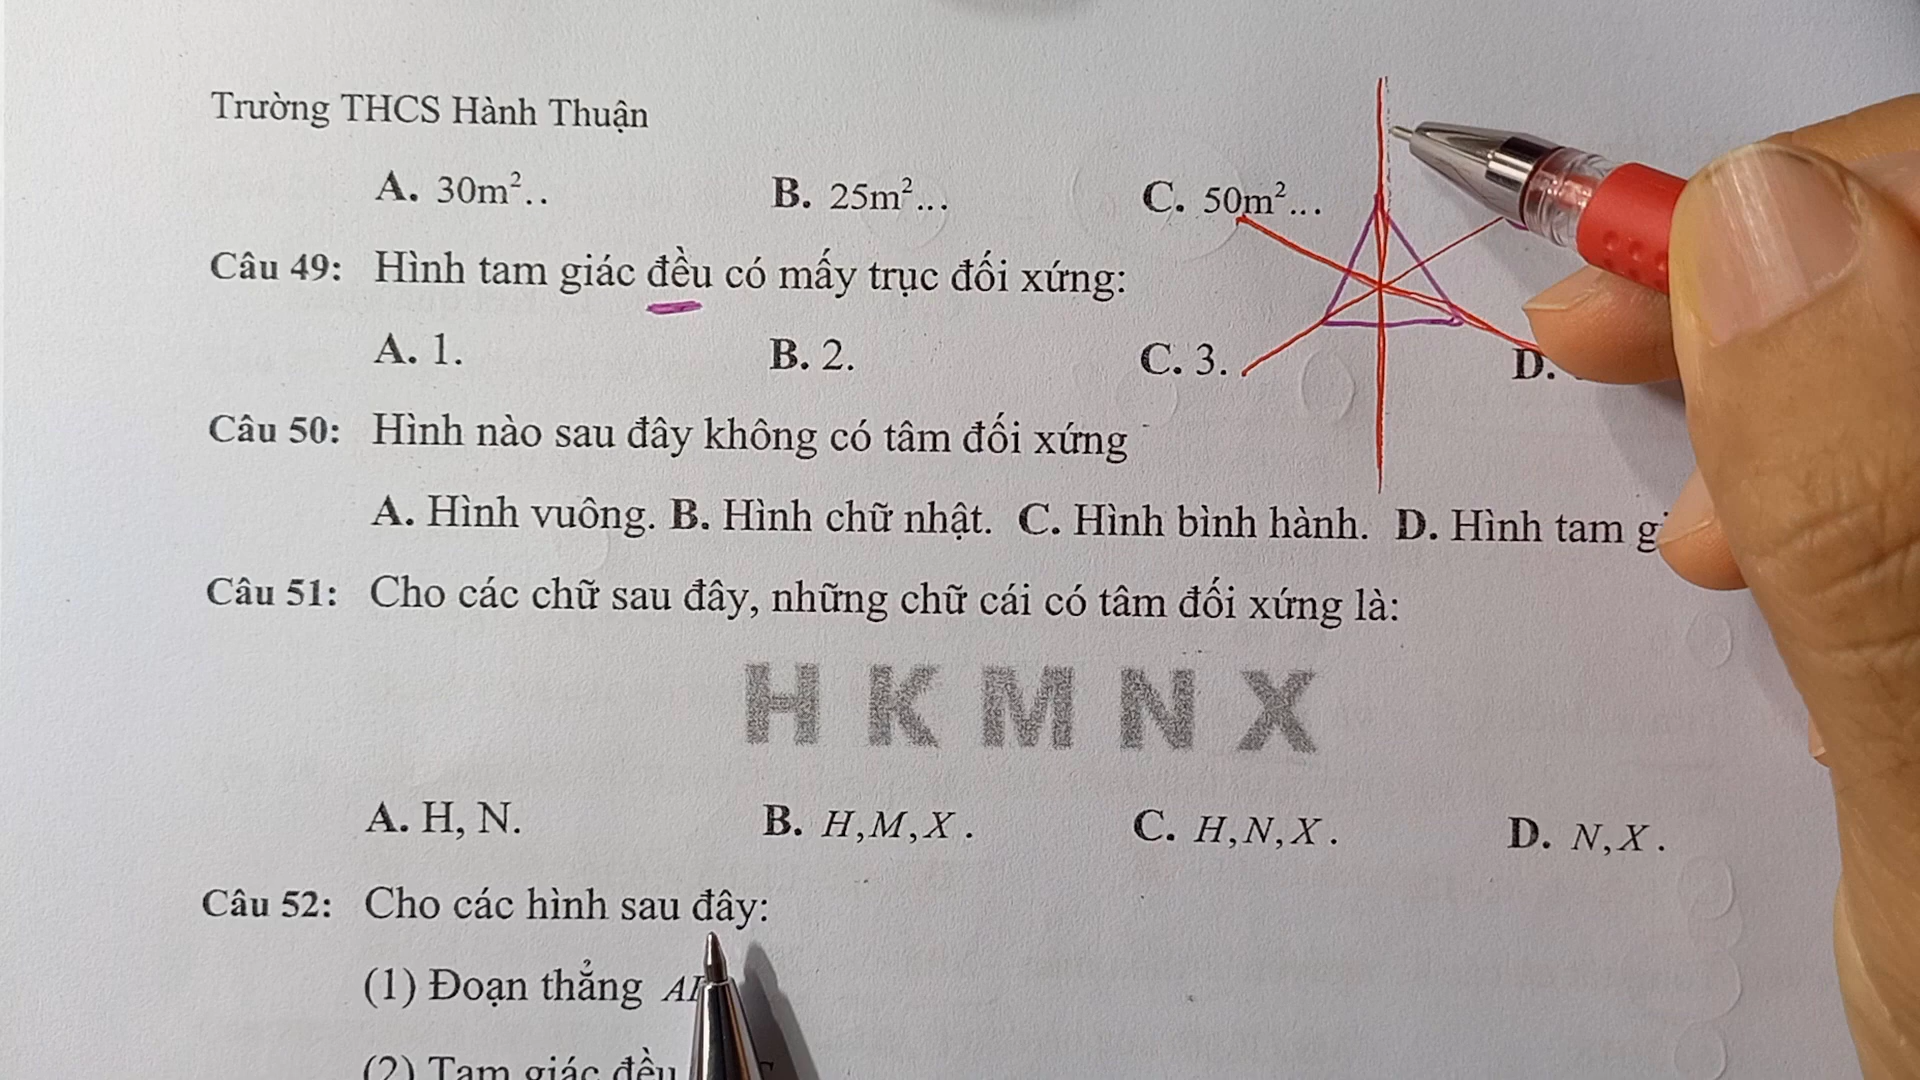 Trường THCS Hành Thuận
A. 30m².. B. 25m²... C. 50m²...
Câu 49: Hình tam giác đều có mấy trục đối xứng:
A. 1. B. 2. C. 3. D.
Câu 50: Hình nào sau đây không có tâm đối xứng
A. Hình vuông. B. Hình chữ nhật. C. Hình bình hành. D. Hình tam
Câu 51: Cho các chữ sau đây, những chữ cái có tâm đối xứng là:
H K M N X
A. H, N. B. H,M,X. C. H,N,X. D. N,X.
Câu 52: Cho các hình sau đây:
(1) Đoạn thẳng
(2) Tam giác đều